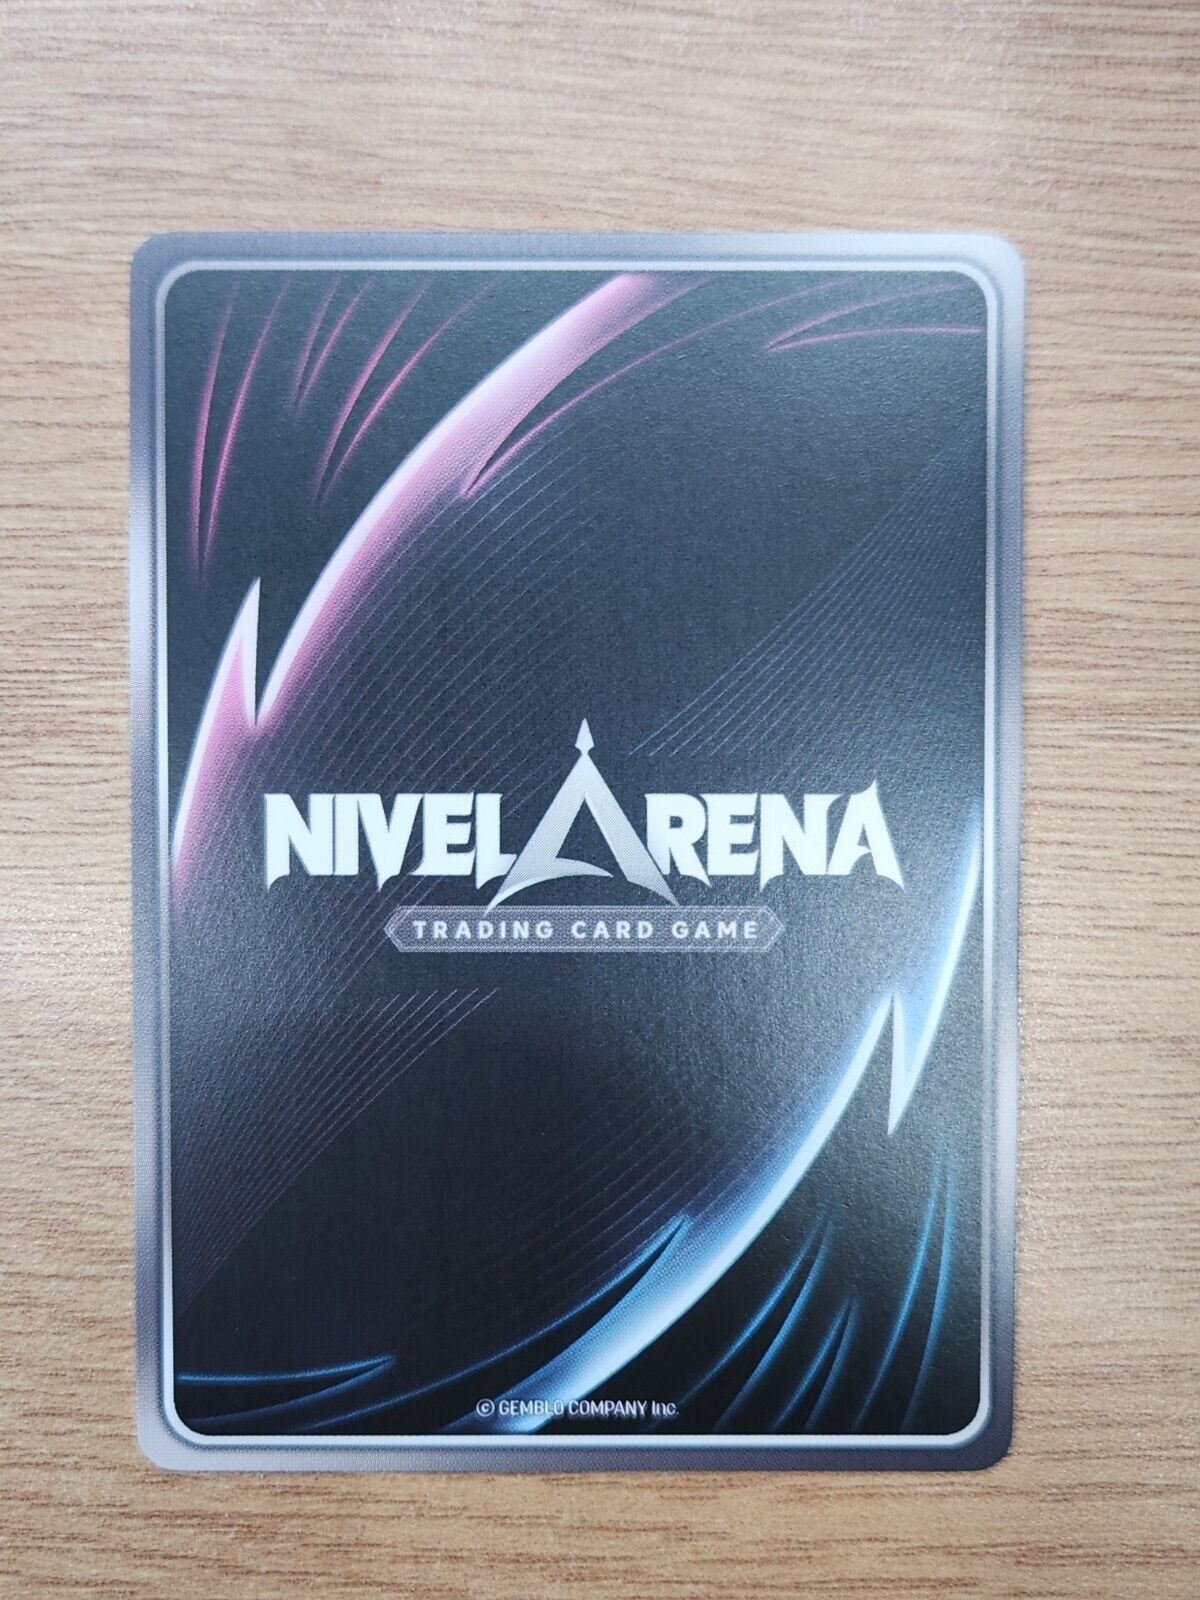 NIVEL ARENA
TRADING CARD GAME
© GEMBLO COMPANY Inc.